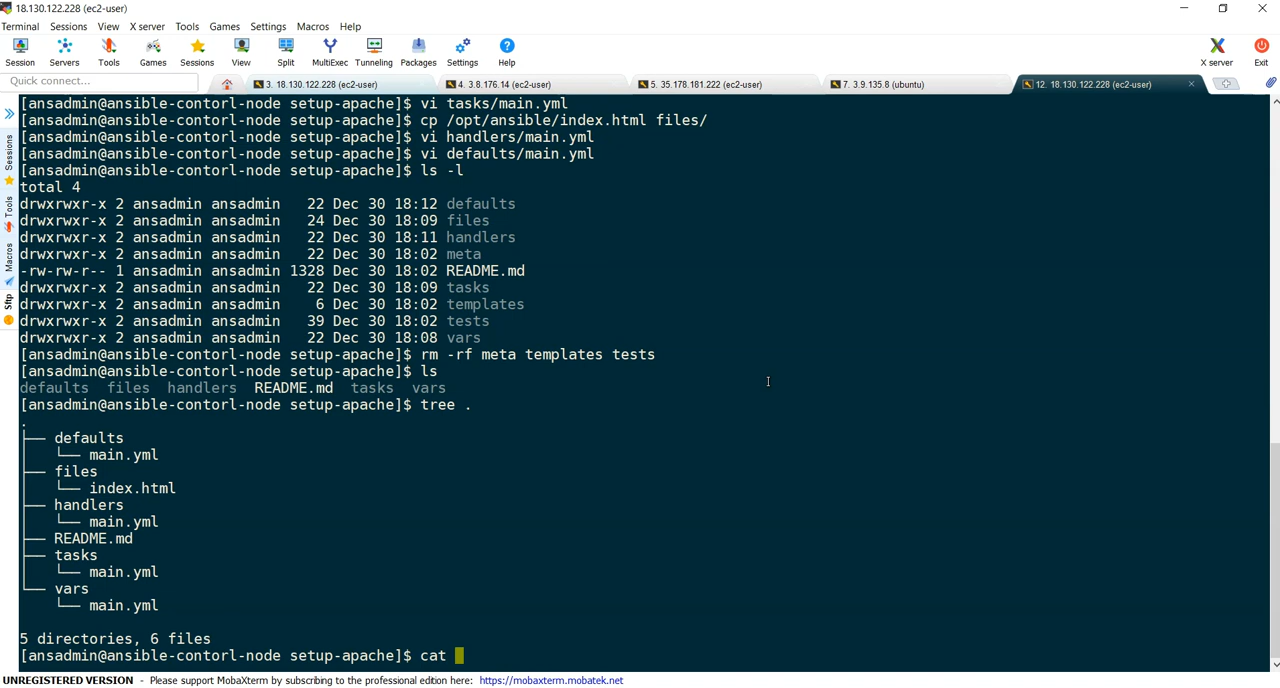 18.130.122.228 (ec2-user)
Terminal Sessions View X server Tools Games Settings Macros Help
Session Servers Tools Games Sessions View Split MultiExec Tunneling Packages Settings Help X server Exit
Quick connect... 3. 18.130.122.228 (ec2-user) 4. 3.8.176.14 (ec2-user) 5. 35.178.181.222 (ec2-user) 7. 3.9.135.8 (ubuntu) 12. 18.130.122.228 (ec2-user)
Sessions
Tools
Macros
Sftp
[ansadmin@ansible-contorl-node setup-apache]$ vi tasks/main.yml
[ansadmin@ansible-contorl-node setup-apache]$ cp /opt/ansible/index.html files/
[ansadmin@ansible-contorl-node setup-apache]$ vi handlers/main.yml
[ansadmin@ansible-contorl-node setup-apache]$ vi defaults/main.yml
[ansadmin@ansible-contorl-node setup-apache]$ ls -l
total 4
drwxrwxr-x 2 ansadmin ansadmin   22 Dec 30 18:12 defaults
drwxrwxr-x 2 ansadmin ansadmin   24 Dec 30 18:09 files
drwxrwxr-x 2 ansadmin ansadmin   22 Dec 30 18:11 handlers
drwxrwxr-x 2 ansadmin ansadmin   22 Dec 30 18:02 meta
-rw-rw-r-- 1 ansadmin ansadmin 1328 Dec 30 18:02 README.md
drwxrwxr-x 2 ansadmin ansadmin   22 Dec 30 18:09 tasks
drwxrwxr-x 2 ansadmin ansadmin    6 Dec 30 18:02 templates
drwxrwxr-x 2 ansadmin ansadmin   39 Dec 30 18:02 tests
drwxrwxr-x 2 ansadmin ansadmin   22 Dec 30 18:08 vars
[ansadmin@ansible-contorl-node setup-apache]$ rm -rf meta templates tests
[ansadmin@ansible-contorl-node setup-apache]$ ls
defaults  files  handlers  README.md  tasks  vars
[ansadmin@ansible-contorl-node setup-apache]$ tree .
.
├── defaults
│   └── main.yml
├── files
│   └── index.html
├── handlers
│   └── main.yml
├── README.md
├── tasks
│   └── main.yml
└── vars
    └── main.yml
5 directories, 6 files
[ansadmin@ansible-contorl-node setup-apache]$ cat
UNREGISTERED VERSION - Please support MobaXterm by subscribing to the professional edition here: https://mobaxterm.mobatek.net